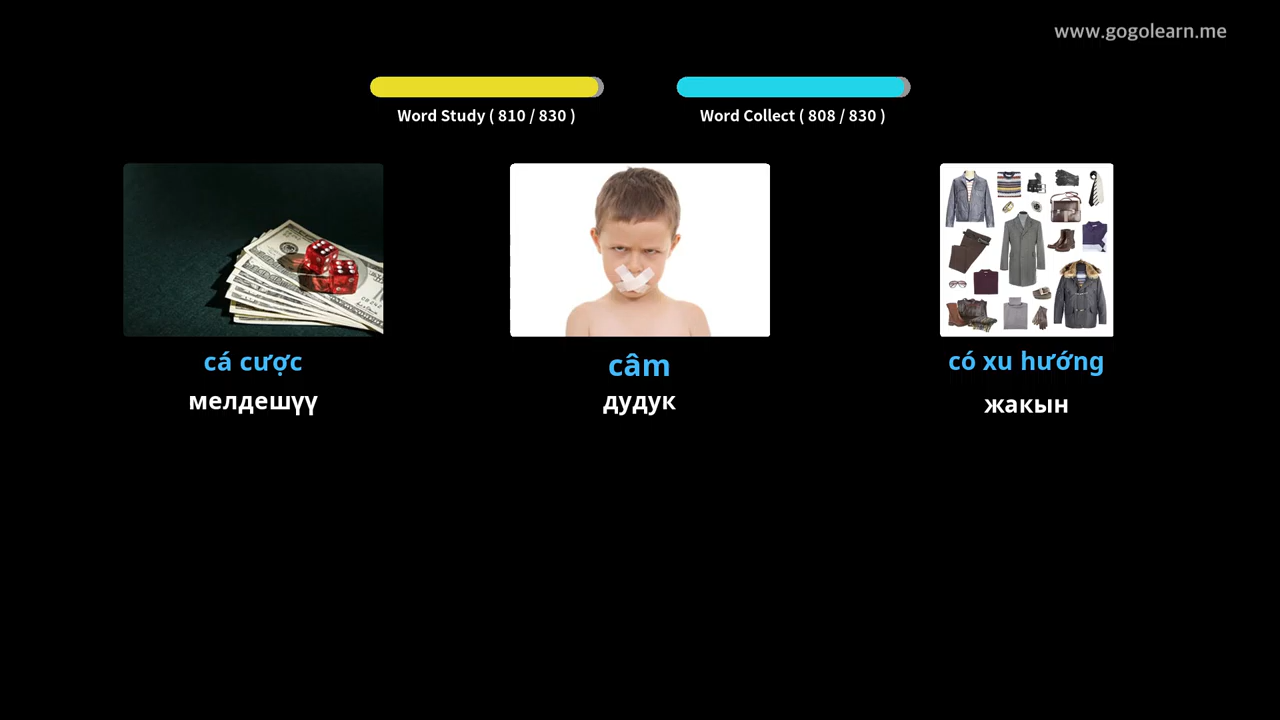 www.gogolearn.me
Word Study ( 810 / 830 )
Word Collect ( 808 / 830 )
cá cược
câm
có xu hướng
мелдешүү
дудук
жакын